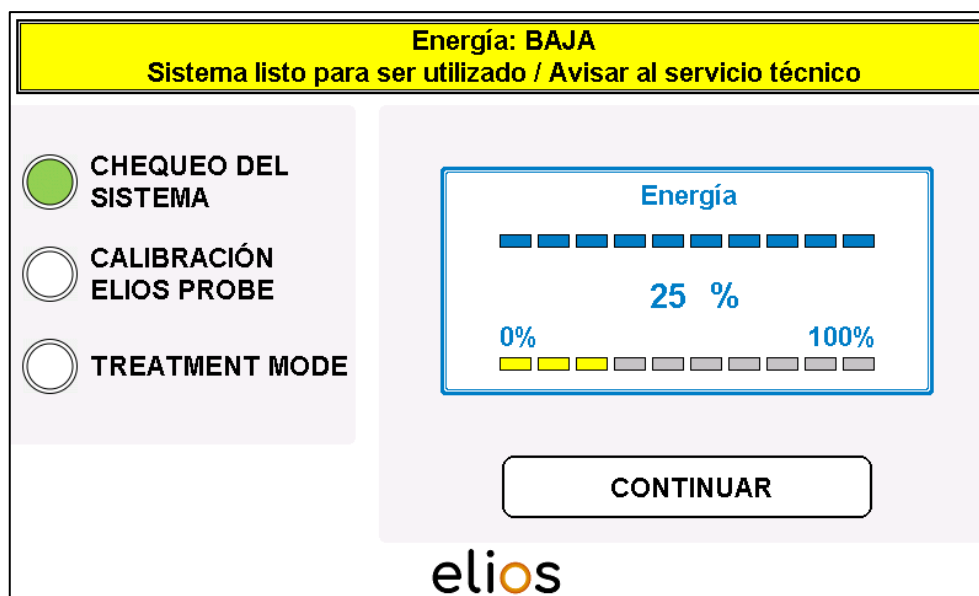 Energía: BAJA
Sistema listo para ser utilizado / Avisar al servicio técnico
CHEQUEO DEL
SISTEMA
CALIBRACIÓN
ELIOS PROBE
TREATMENT MODE
Energía
25 %
0% 100%
CONTINUAR
elios